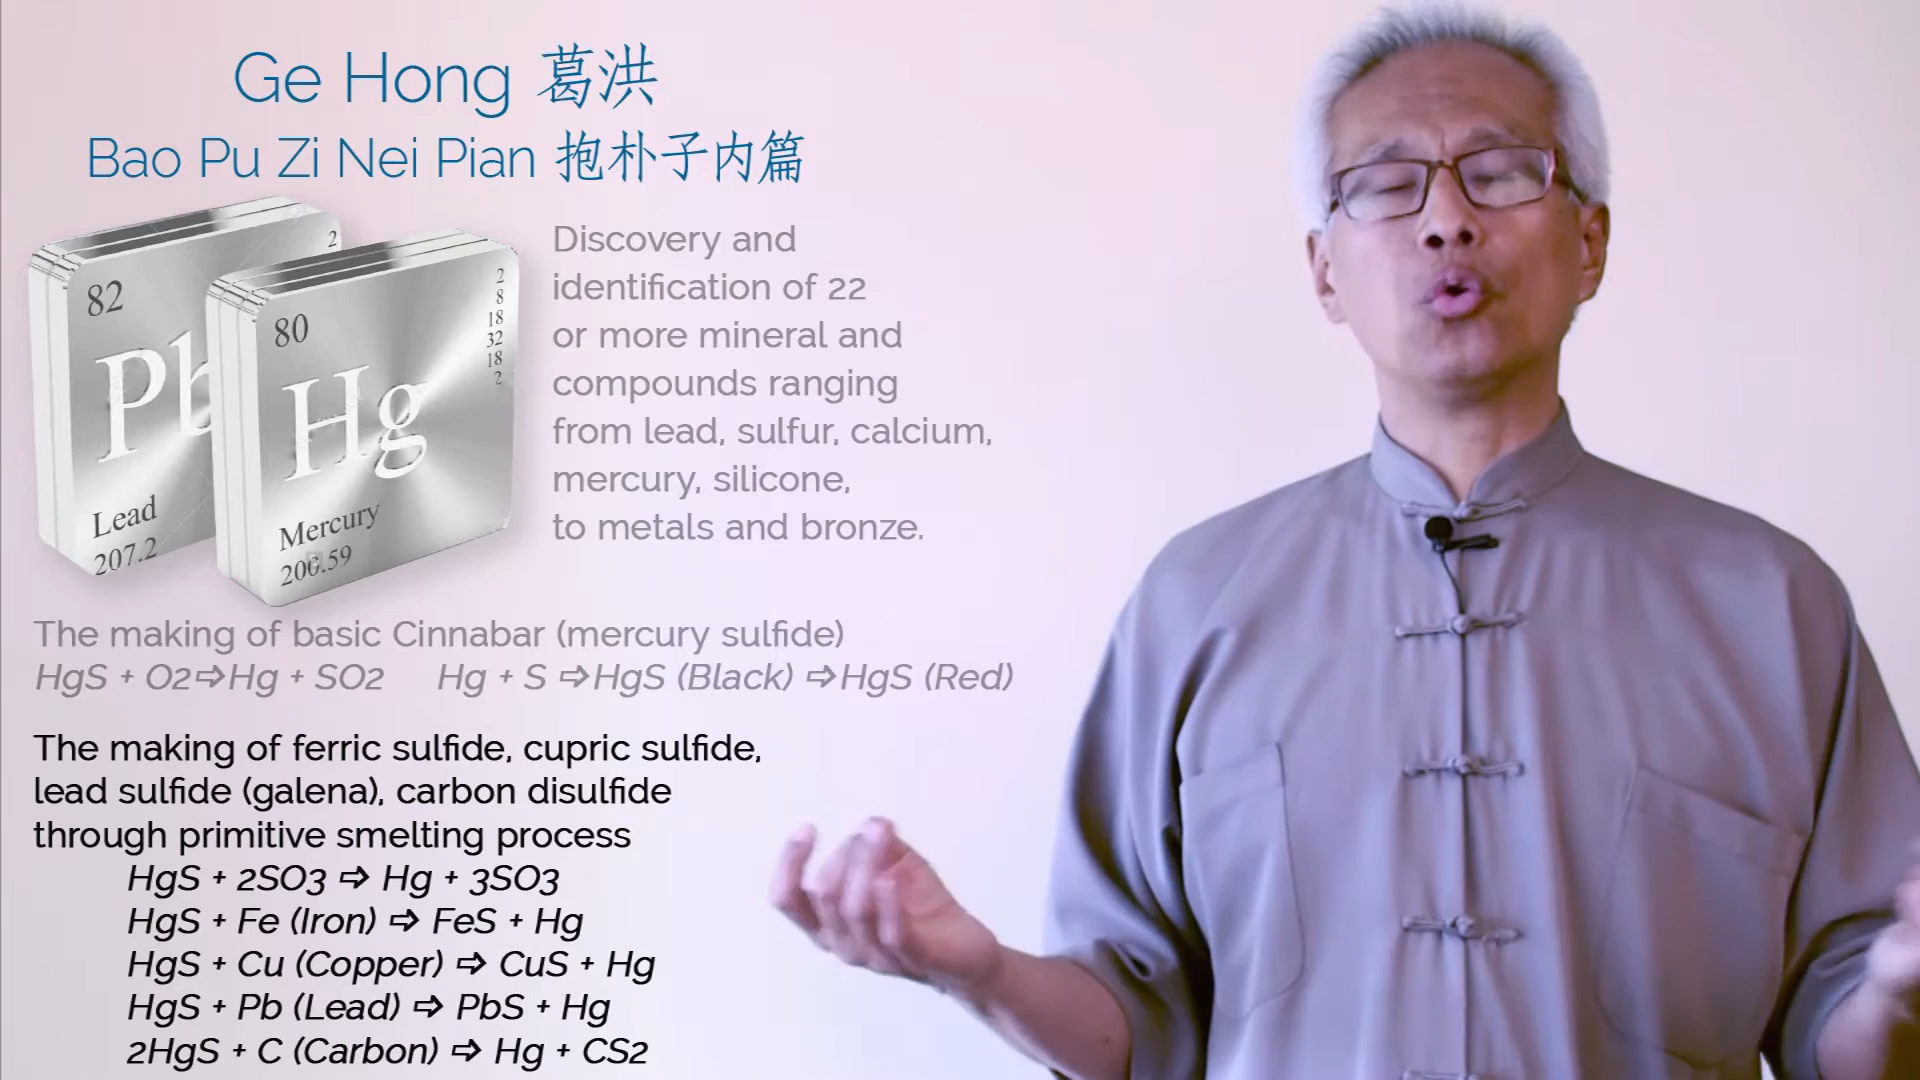 Ge Hong 葛洪
Bao Pu Zi Nei Pian 抱朴子内篇
2
82
Pb
Lead
207.2
80
2
8
18
32
18
2
Hg
Mercury
200.59
Discovery and
identification of 22
or more mineral and
compounds ranging
from lead, sulfur, calcium,
mercury, silicone,
to metals and bronze.
The making of basic Cinnabar (mercury sulfide)
HgS + O2⇨Hg + SO2 Hg + S ⇨HgS (Black) ⇨HgS (Red)
The making of ferric sulfide, cupric sulfide,
lead sulfide (galena), carbon disulfide
through primitive smelting process
HgS + 2SO3 ⇨ Hg + 3SO3
HgS + Fe (Iron) ⇨ FeS + Hg
HgS + Cu (Copper) ⇨ CuS + Hg
HgS + Pb (Lead) ⇨ PbS + Hg
2HgS + C (Carbon) ⇨ Hg + CS2